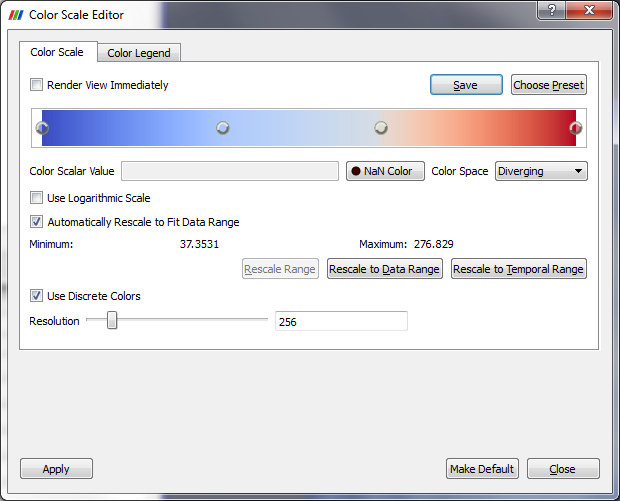 Color Scale Editor
Color Scale Color Legend
Render View Immediately Save Choose Preset
Color Scalar Value NaN Color Color Space Diverging
Use Logarithmic Scale
Automatically Rescale to Fit Data Range
Minimum: 37.3531 Maximum: 276.829
Rescale Range Rescale to Data Range Rescale to Temporal Range
Use Discrete Colors
Resolution 256
Apply Make Default Close